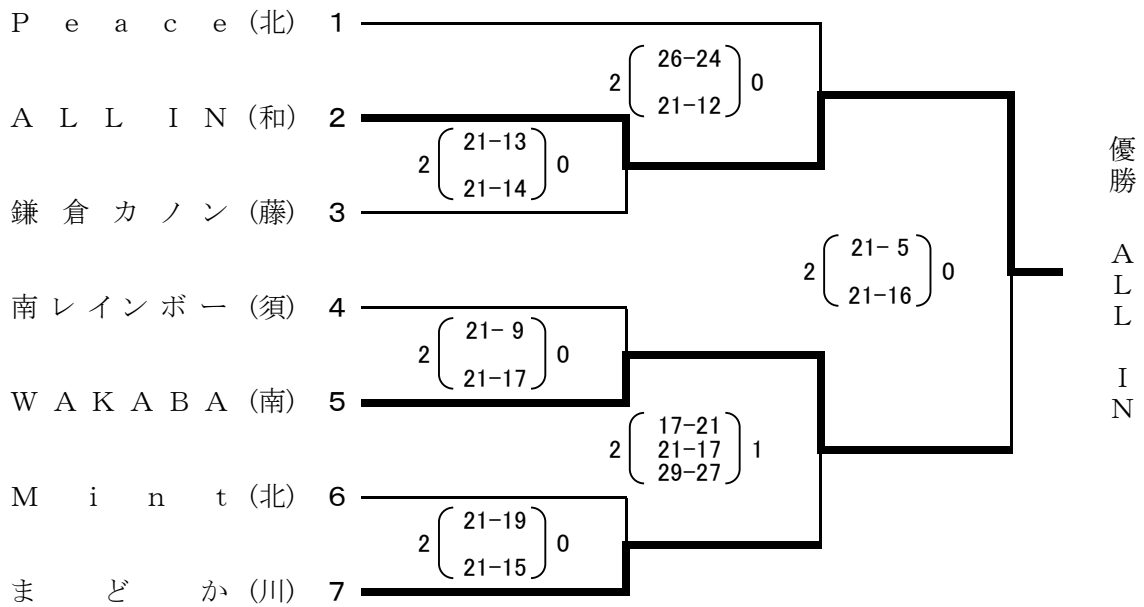 Peace (北) 1
26-24
2 0
21-12
ALL IN (和) 2
21-13
2 0
21-14
鎌倉カノン (藤) 3
21- 5
2 0
21-16
南レインボー (須) 4
21- 9
2 0
21-17
WAKABA (南) 5
17-21
2 21-17 1
29-27
Mint (北) 6
21-19
2 0
21-15
まどか (川) 7
優勝 ALL IN